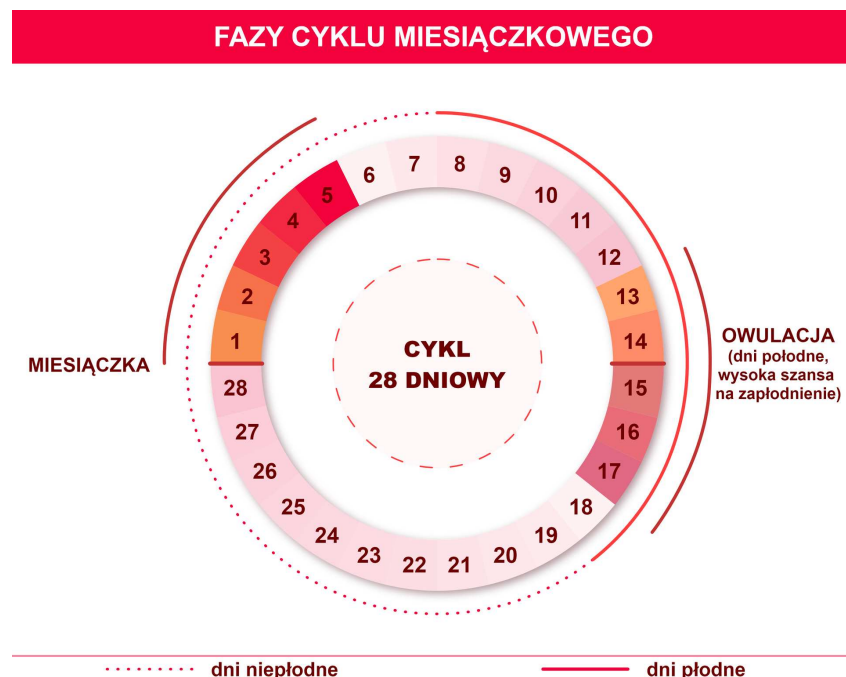 FAZY CYKLU MIESIĄCZKOWEGO
1
2
3
4
5
6
7
8
9
10
11
12
13
14
15
16
17
18
19
20
21
22
23
24
25
26
27
28
MIESIĄCZKA
CYKL
28 DNIOWY
OWULACJA
(dni połodne,
wysoka szansa
na zapłodnienie)
dni niepłodne
dni płodne